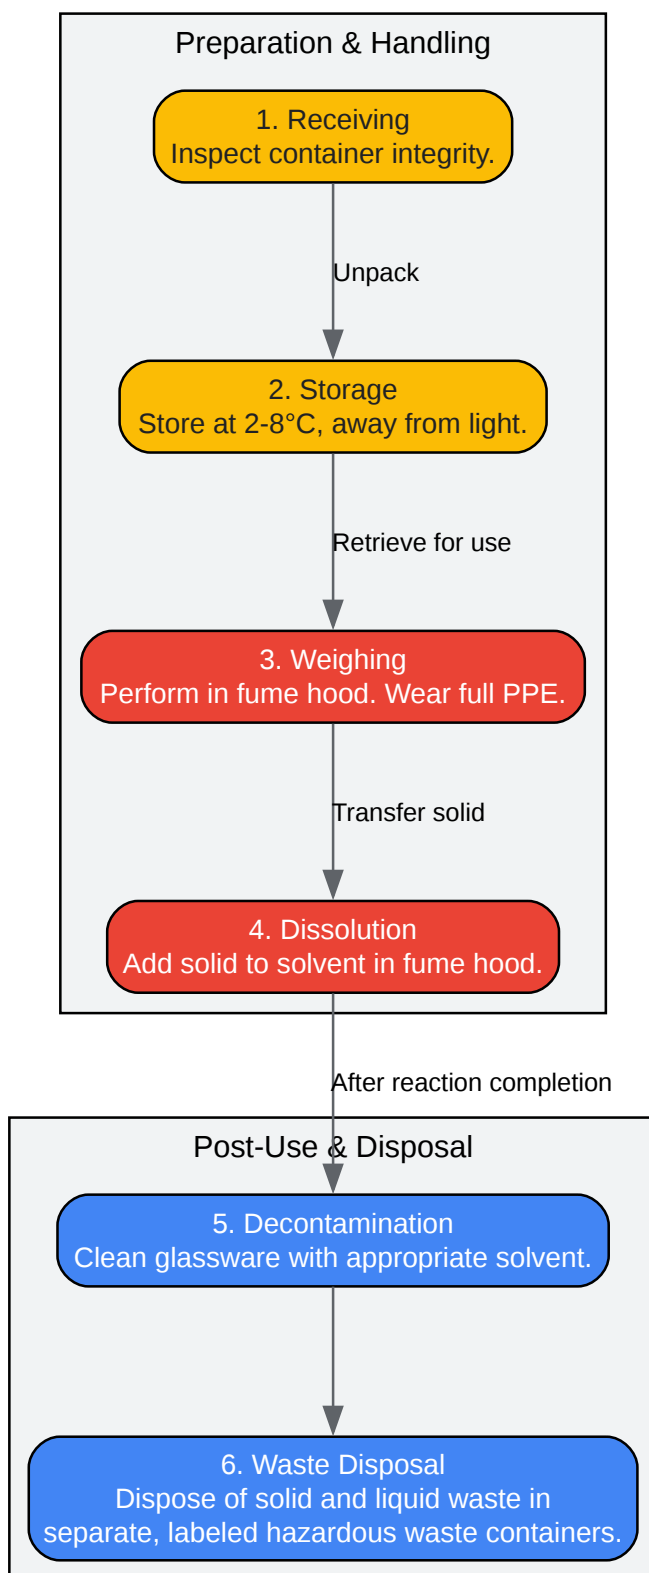 Preparation & Handling
1. Receiving
Inspect container integrity.
Unpack
2. Storage
Store at 2-8°C, away from light.
Retrieve for use
3. Weighing
Perform in fume hood. Wear full PPE.
Transfer solid
4. Dissolution
Add solid to solvent in fume hood.
After reaction completion
Post-Use & Disposal
5. Decontamination
Clean glassware with appropriate solvent.
6. Waste Disposal
Dispose of solid and liquid waste in
separate, labeled hazardous waste containers.